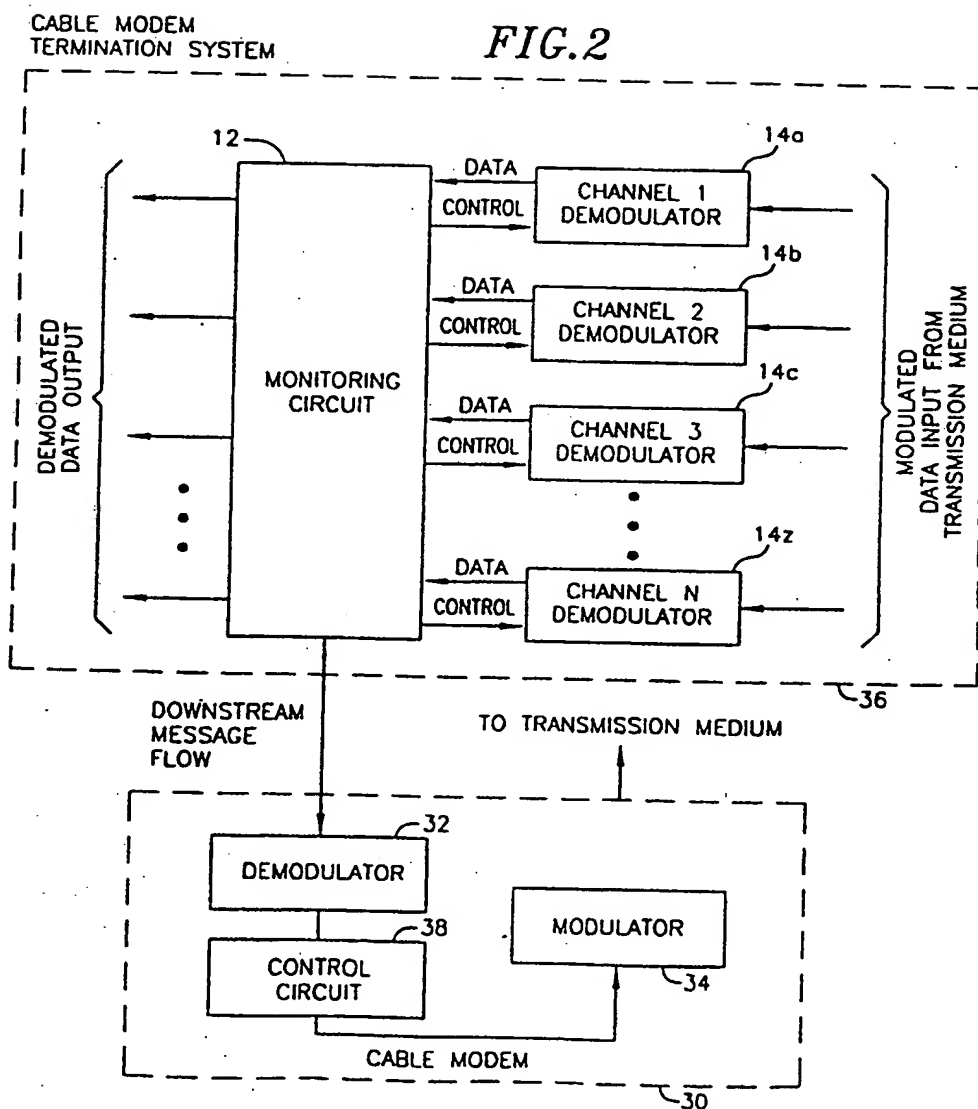 CABLE MODEM
TERMINATION SYSTEM
FIG.2
12
14a
DATA
CONTROL
CHANNEL 1
DEMODULATOR
14b
DATA
CONTROL
CHANNEL 2
DEMODULATOR
14c
DATA
CONTROL
CHANNEL 3
DEMODULATOR
14z
DATA
CONTROL
CHANNEL N
DEMODULATOR
MONITORING
CIRCUIT
DEMODULATED
DATA OUTPUT
MODULATED
DATA INPUT FROM
TRANSMISSION MEDIUM
36
DOWNSTREAM
MESSAGE
FLOW
TO TRANSMISSION MEDIUM
32
DEMODULATOR
38
CONTROL
CIRCUIT
MODULATOR
34
CABLE MODEM
30